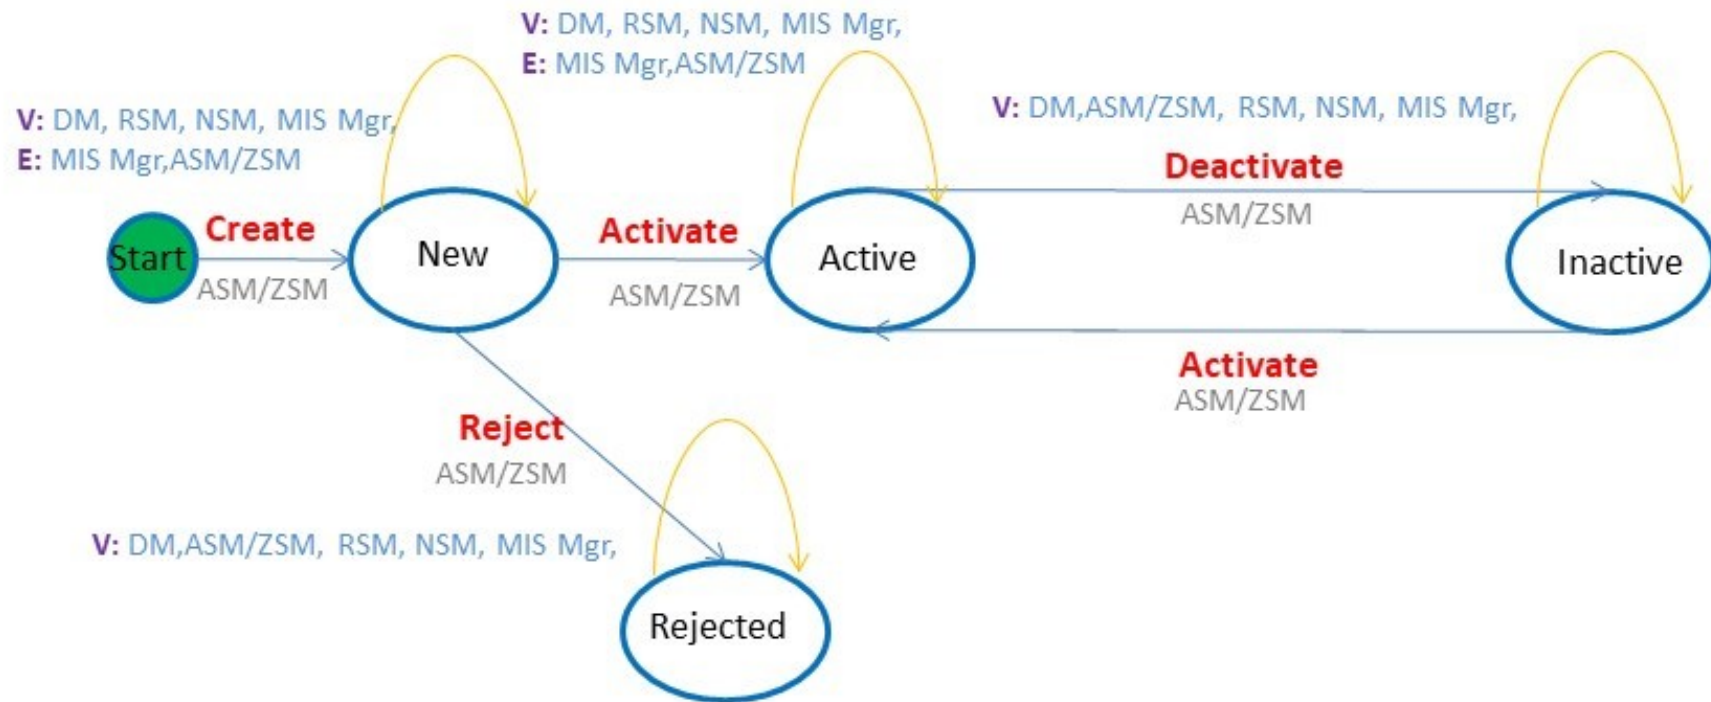 V: DM, RSM, NSM, MIS Mgr,
E: MIS Mgr,ASM/ZSM
V: DM, RSM, NSM, MIS Mgr,
E: MIS Mgr,ASM/ZSM
V: DM,ASM/ZSM, RSM, NSM, MIS Mgr,
Start
Create
ASM/ZSM
New
Activate
ASM/ZSM
Active
Deactivate
ASM/ZSM
Inactive
Activate
ASM/ZSM
Reject
ASM/ZSM
V: DM,ASM/ZSM, RSM, NSM, MIS Mgr,
Rejected